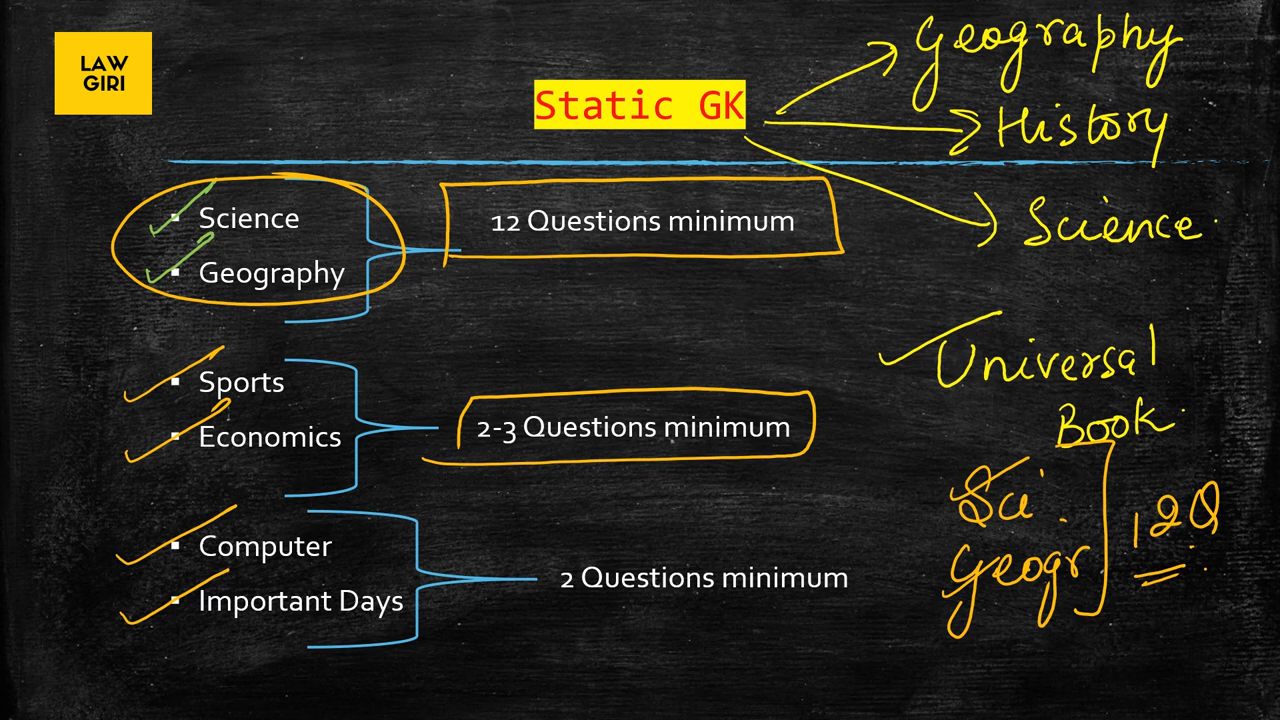 LAW
GIRI
Static GK
Geography
History
Science
Science
Geography
12 Questions minimum
Sports
Economics
2-3 Questions minimum
Computer
Important Days
2 Questions minimum
Universal
Book
Sci.
Geogr
12Q